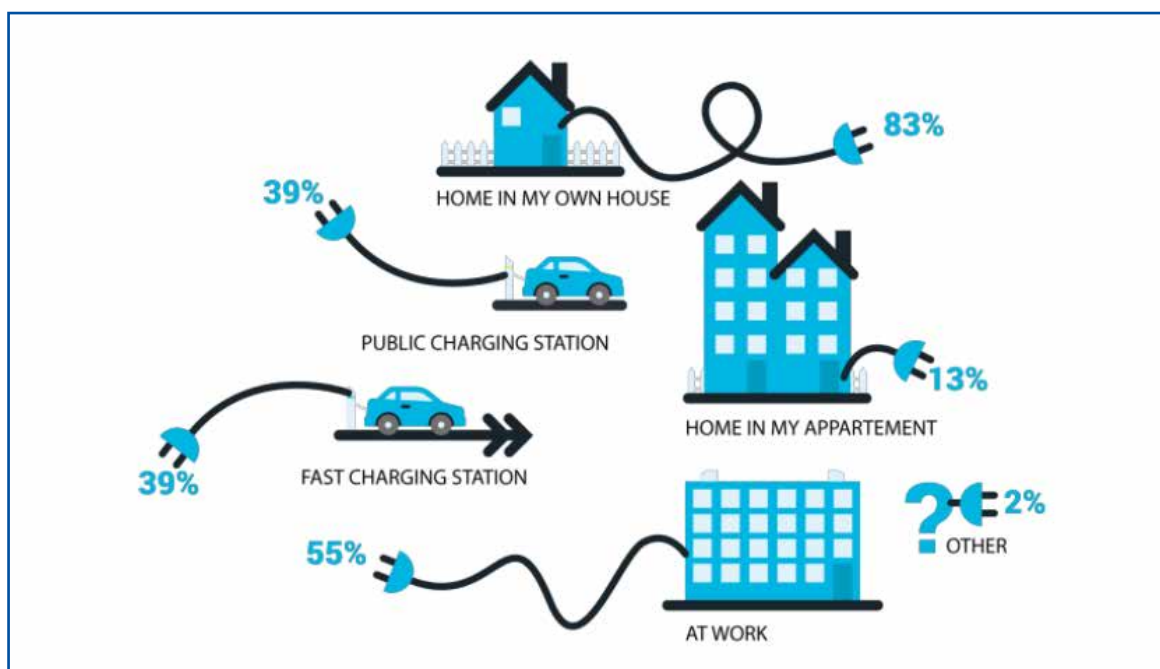 83%
HOME IN MY OWN HOUSE
39%
PUBLIC CHARGING STATION
13%
HOME IN MY APPARTEMENT
39%
FAST CHARGING STATION
?
2%
OTHER
55%
AT WORK